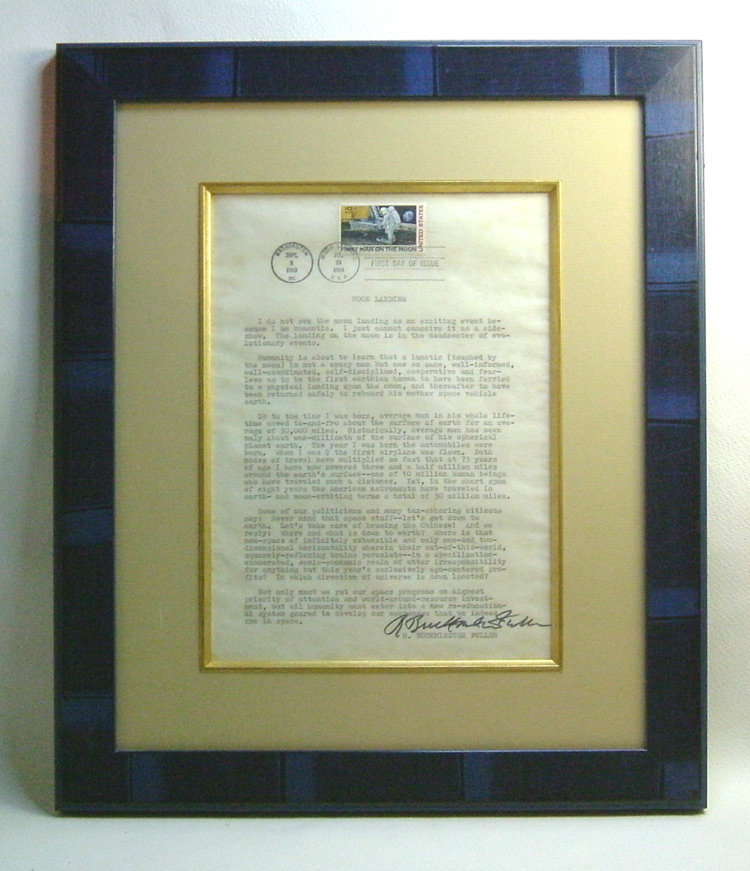 UNITED STATES
FIRST MAN ON THE MOON
WASHINGTON
SEPT.
9
1969
DC
JUL
20
1969
USA
FIRST DAY OF ISSUE
MOON LANDING
I do not see the moon landing as an exciting event be-
cause I am romantic. I just cannot conceive it as a side-
show. The landing on the moon is in the deadcenter of evo-
lutionary events.
Humanity is about to learn that a lunatic (touched by
the moon) is not a crazy man but one so sane, well-informed,
well-coordinated, self-disciplined, cooperative and fear-
less as to be the first earthian human to have been ferried
to a physical landing upon the moon, and thereafter to have
been returned safely to reboard his mother space vehicle
earth.
Up to the time I was born, average man in his whole life-
time moved to-and-fro about the surface of earth for an ave-
rage of 30,000 miles. Historically, average man has seen
only about one-millionth of the surface of his spherical
planet earth. The year I was born the automobiles were
born. When I was 9 the first airplane was flown. Both
modes of travel have multiplied so fast that at 73 years
of age I have now covered three and a half million miles
around the earth's surface--one of 10 million human beings
who have traveled such a distance. Yet, in the short span
of eight years the American astronauts have traveled in
earth- and moon-orbiting terms a total of 30 million miles.
Some of our politicians and many tax-abhoring citizens
say: Never mind that space stuff--let's get down to
earth. Let's take care of housing the Chinese! And we
reply: Where and what is down to earth? Where is that
non-space of infinitely extensible and only one-and two-
dimensional horizontality wherein their out-of-this-world,
squarely-reflexing brains percolate--in a specialization-
exonerated, socio-economic realm of utter irresponsibility
for anything but this year's exclusively ego-centered pro-
fits? In which direction of universe is down located?
Not only must we put our space programs on highest
priority of attention and world-around-resource invest-
ment, but all humanity must enter into a new re-education-
al system geared to develop our awareness that we indeed
are in space.
R Buckminster Fuller
R. BUCKMINSTER FULLER